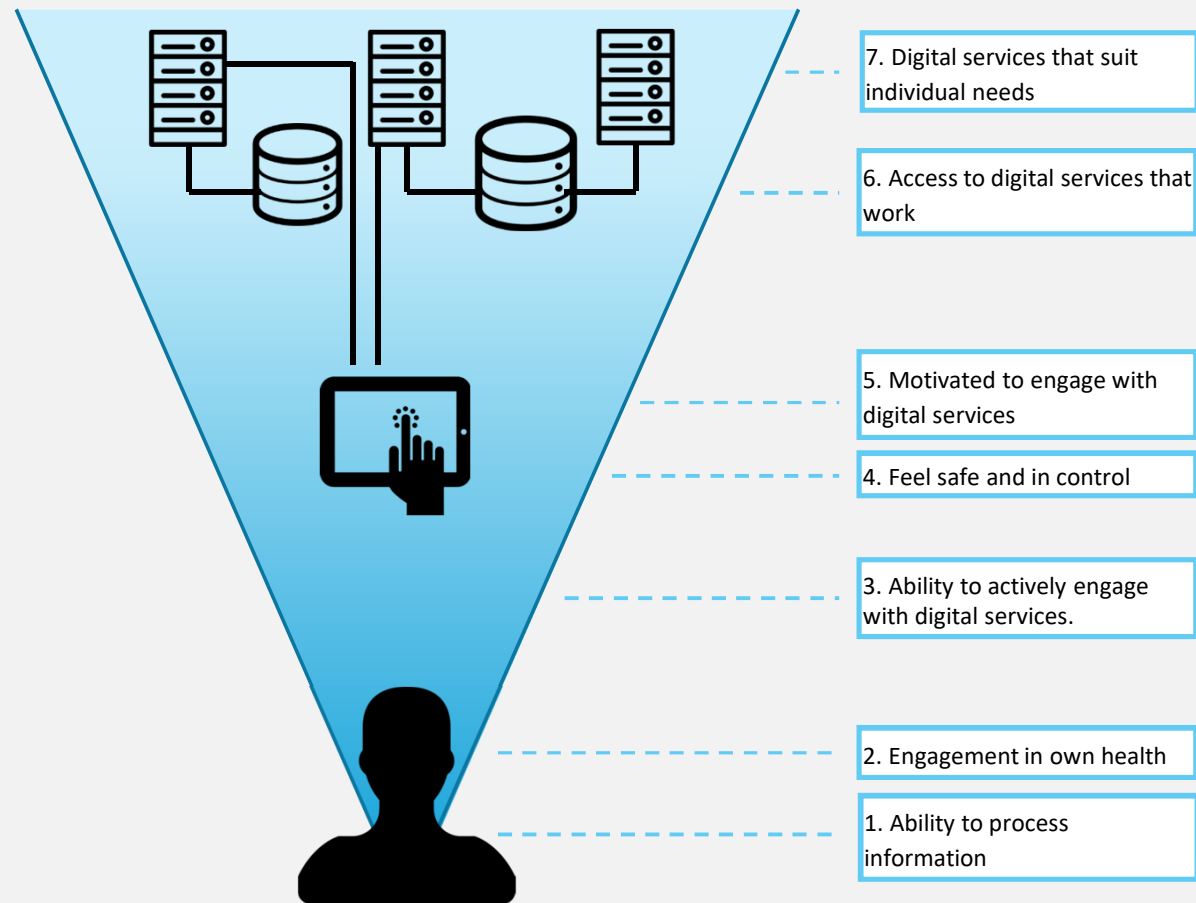 7. Digital services that suit
individual needs
6. Access to digital services that
work
5. Motivated to engage with
digital services
4. Feel safe and in control
3. Ability to actively engage
with digital services.
2. Engagement in own health
1. Ability to process
information